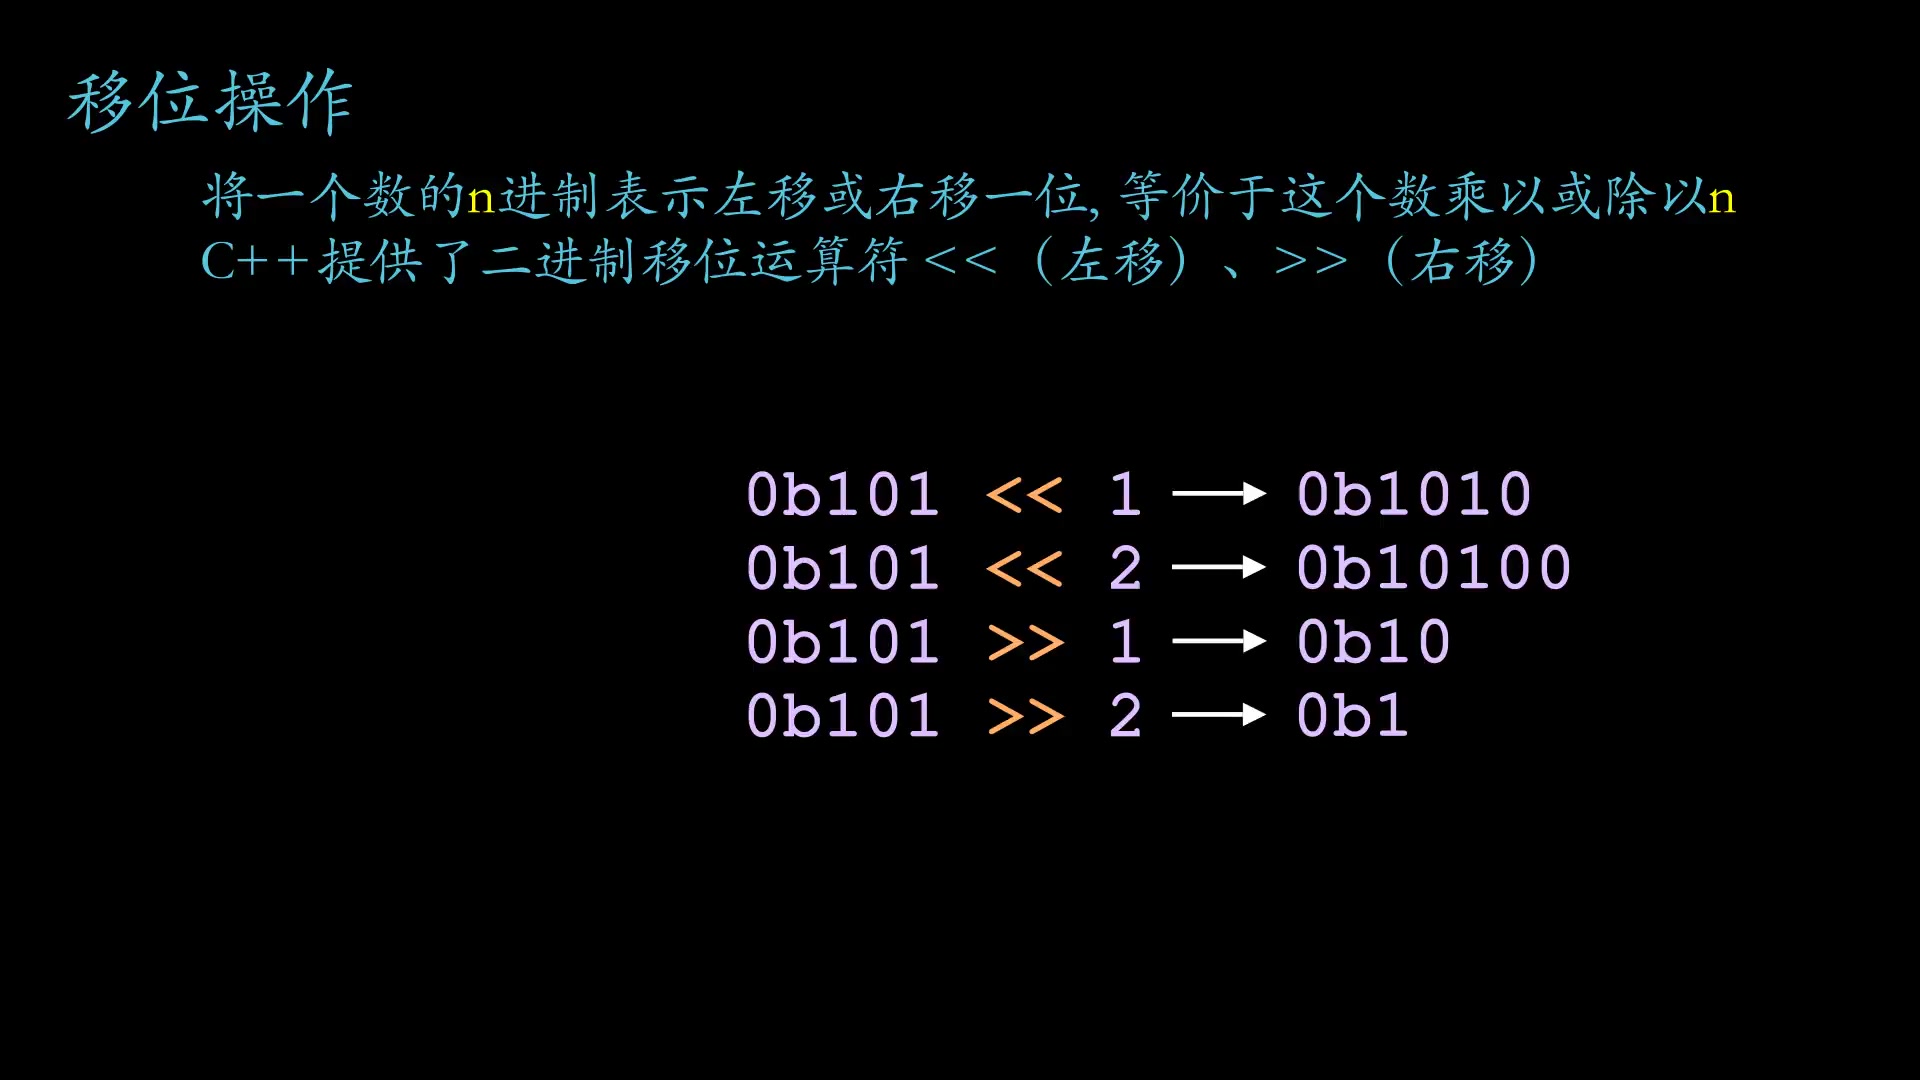 移位操作
将一个数的n进制表示左移或右移一位, 等价于这个数乘以或除以n
C++提供了二进制移位运算符 <<（左移）、>>（右移）
0b101 << 1 → 0b1010
0b101 << 2 → 0b10100
0b101 >> 1 → 0b10
0b101 >> 2 → 0b1